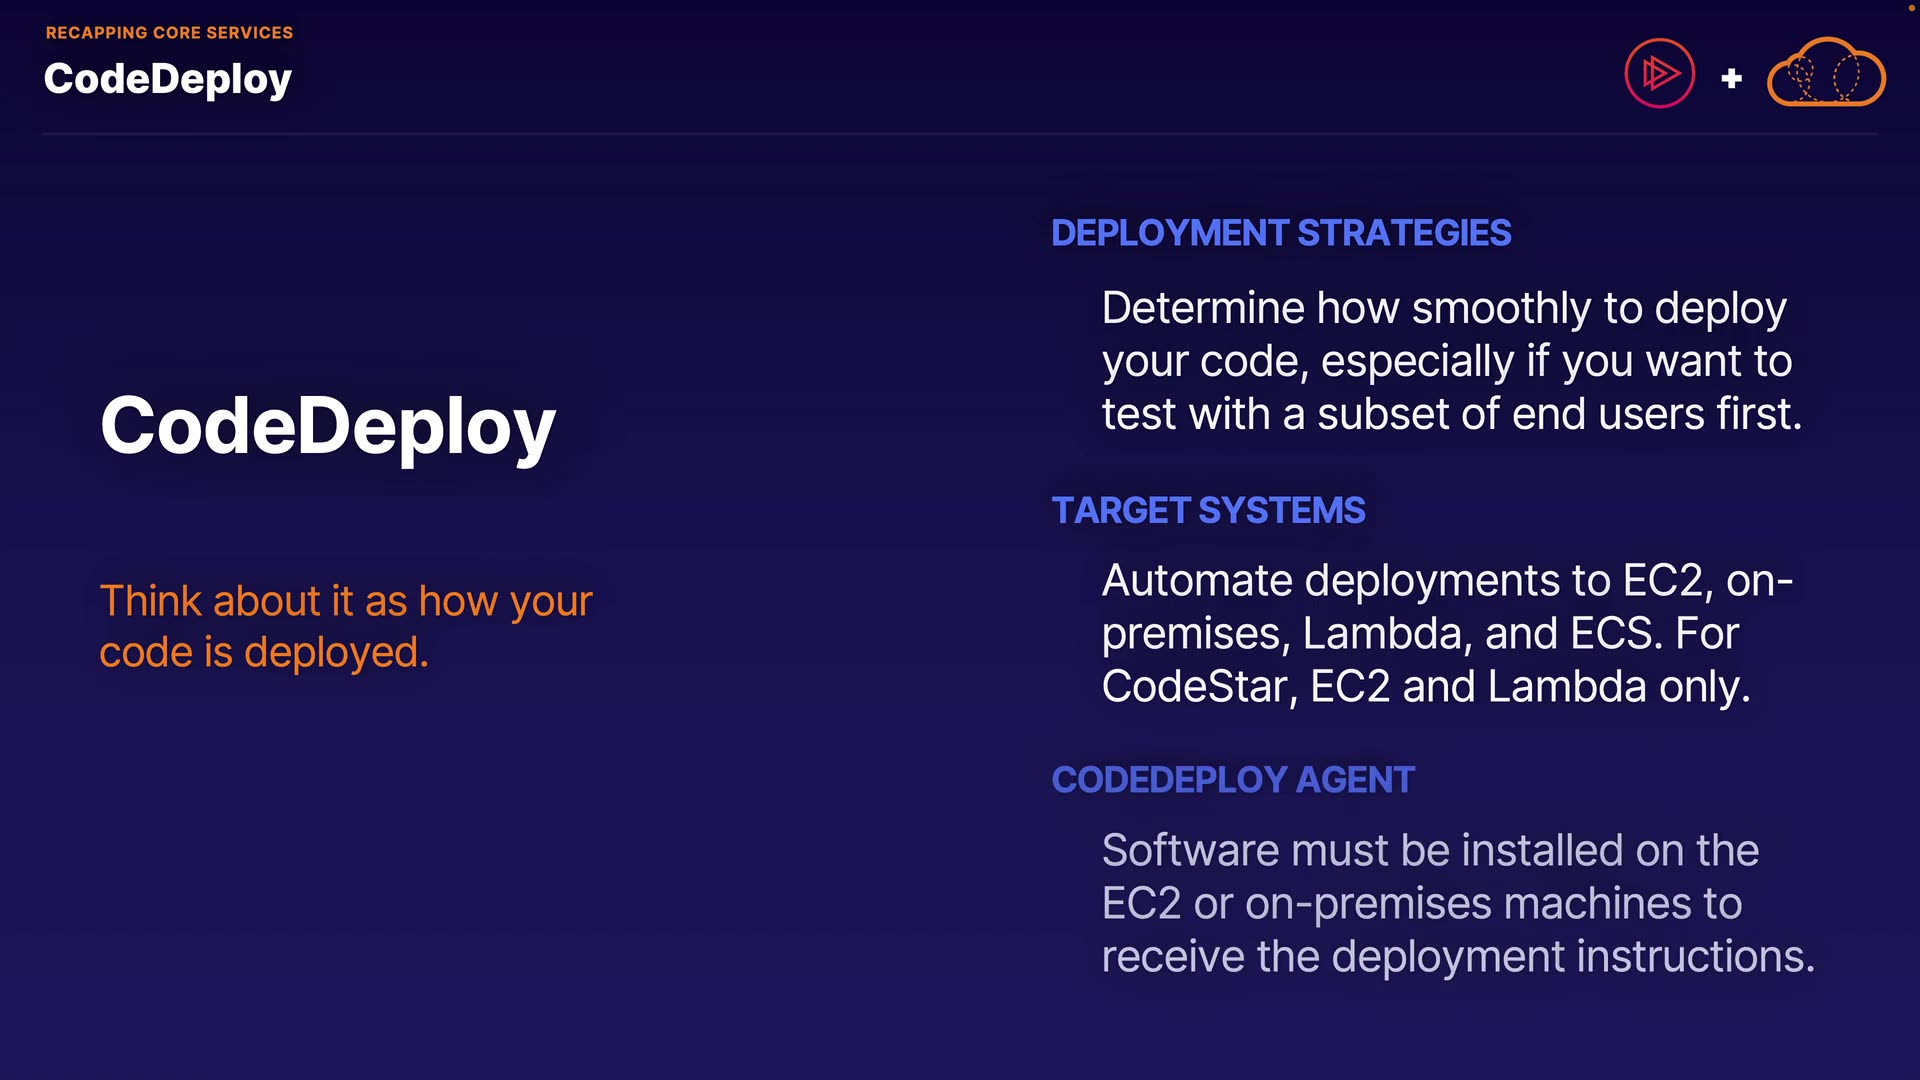 RECAPPING CORE SERVICES
CodeDeploy
CodeDeploy
Think about it as how your
code is deployed.
DEPLOYMENT STRATEGIES
Determine how smoothly to deploy
your code, especially if you want to
test with a subset of end users first.
TARGET SYSTEMS
Automate deployments to EC2, on-
premises, Lambda, and ECS. For
CodeStar, EC2 and Lambda only.
CODEDEPLOY AGENT
Software must be installed on the
EC2 or on-premises machines to
receive the deployment instructions.